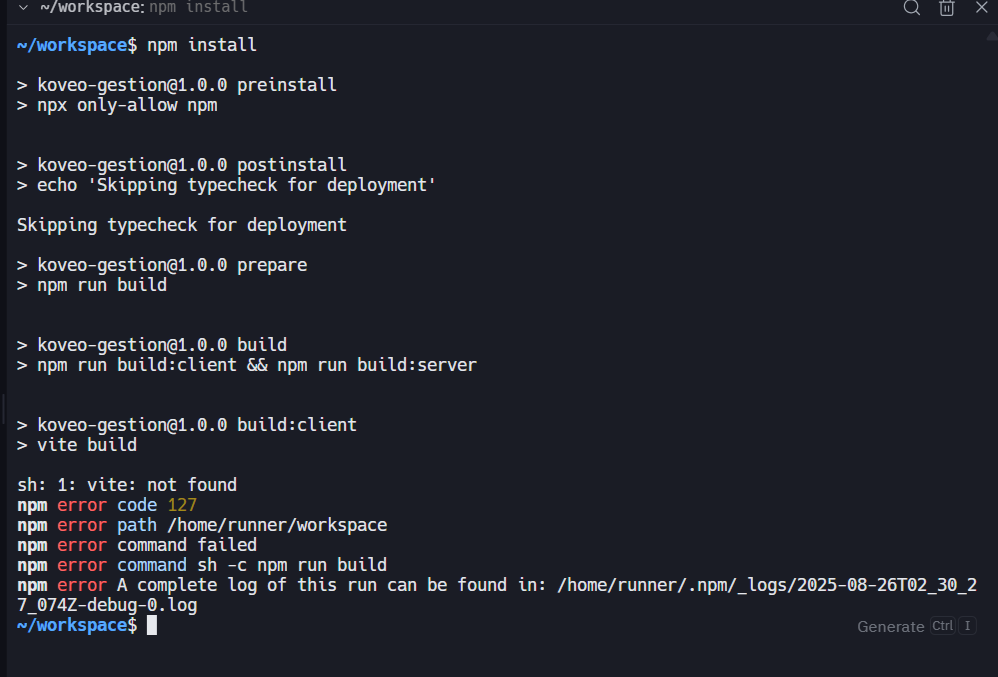 ~/workspace: npm install
~/workspace$ npm install
> koveo-gestion@1.0.0 preinstall
> npx only-allow npm
> koveo-gestion@1.0.0 postinstall
> echo 'Skipping typecheck for deployment'
Skipping typecheck for deployment
> koveo-gestion@1.0.0 prepare
> npm run build
> koveo-gestion@1.0.0 build
> npm run build:client && npm run build:server
> koveo-gestion@1.0.0 build:client
> vite build
sh: 1: vite: not found
npm error code 127
npm error path /home/runner/workspace
npm error command failed
npm error command sh -c npm run build
npm error A complete log of this run can be found in: /home/runner/.npm/_logs/2025-08-26T02_30_2
7_074Z-debug-0.log
~/workspace$
Generate Ctrl I